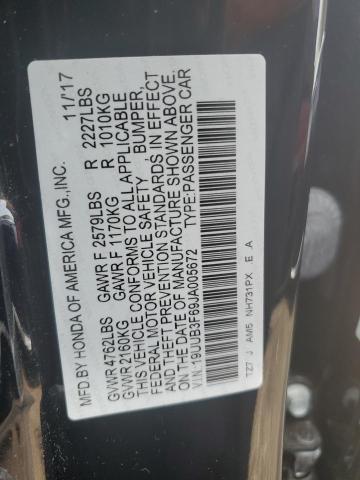 MFD.BY HONDA OF AMERICA MFG.,INC. 11/17
GVWR 4762LBS GAWR F 2579LBS R 2227LBS
GVWR 2160KG GAWR F 1170KG R 1010KG
THIS VEHICLE CONFORMS TO ALL APPLICABLE
FEDERAL MOTOR VEHICLE SAFETY, BUMPER,
AND THEFT PREVENTION STANDARDS IN EFFECT
ON THE DATE OF MANUFACTURE SHOWN ABOVE.
V.I.N.:19UUB3F69JA005672 TYPE:PASSENGER CAR
TZ7 J AM5 NH731PX E A